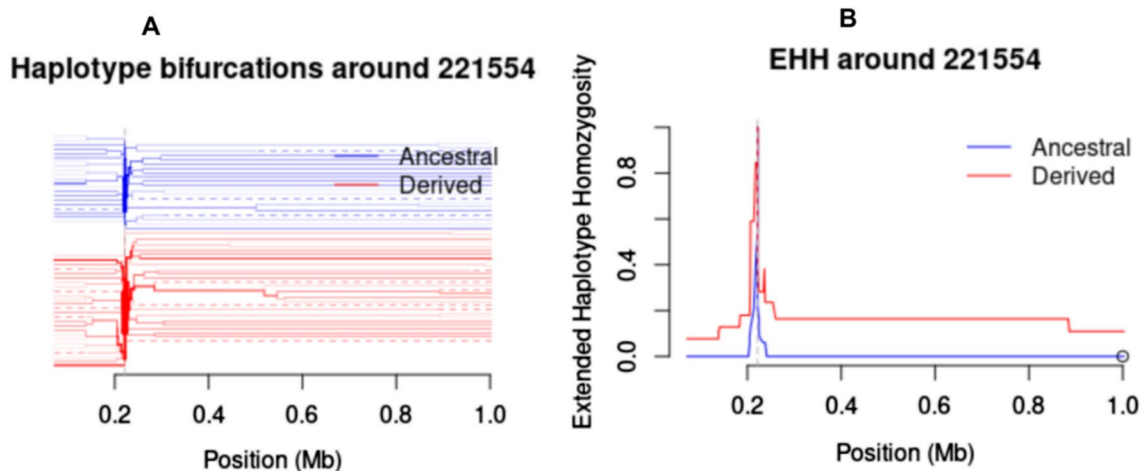 A
Haplotype bifurcations around 221554
Ancestral
Derived
0.2 0.4 0.6 0.8 1.0
Position (Mb)
B
EHH around 221554
Extended Haplotype Homozygosity
0.8
0.4
0.0
Ancestral
Derived
0.2 0.4 0.6 0.8 1.0
Position (Mb)